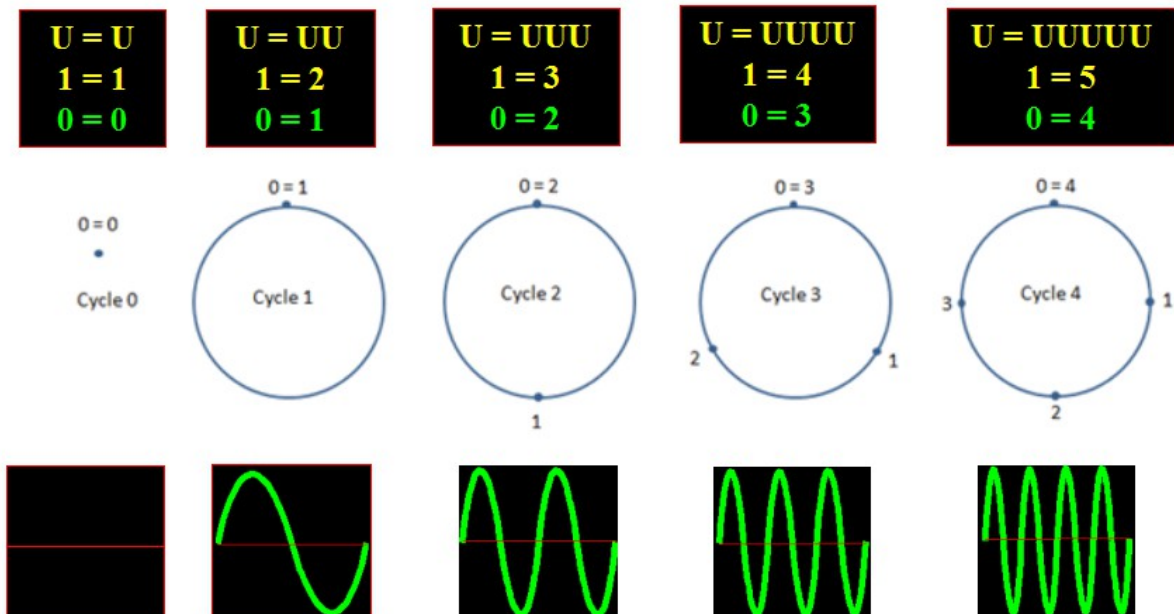 U = U
1 = 1
0 = 0
U = UU
1 = 2
0 = 1
U = UUU
1 = 3
0 = 2
U = UUUU
1 = 4
0 = 3
U = UUUUU
1 = 5
0 = 4
0 = 0
Cycle 0
0 = 1
Cycle 1
0 = 2
Cycle 2
1
0 = 3
Cycle 3
2
1
0 = 4
Cycle 4
3
1
2